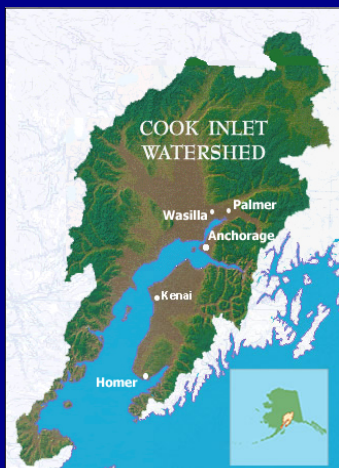 COOK INLET
WATERSHED
Wasilla
Palmer
Anchorage
Kenai
Homer